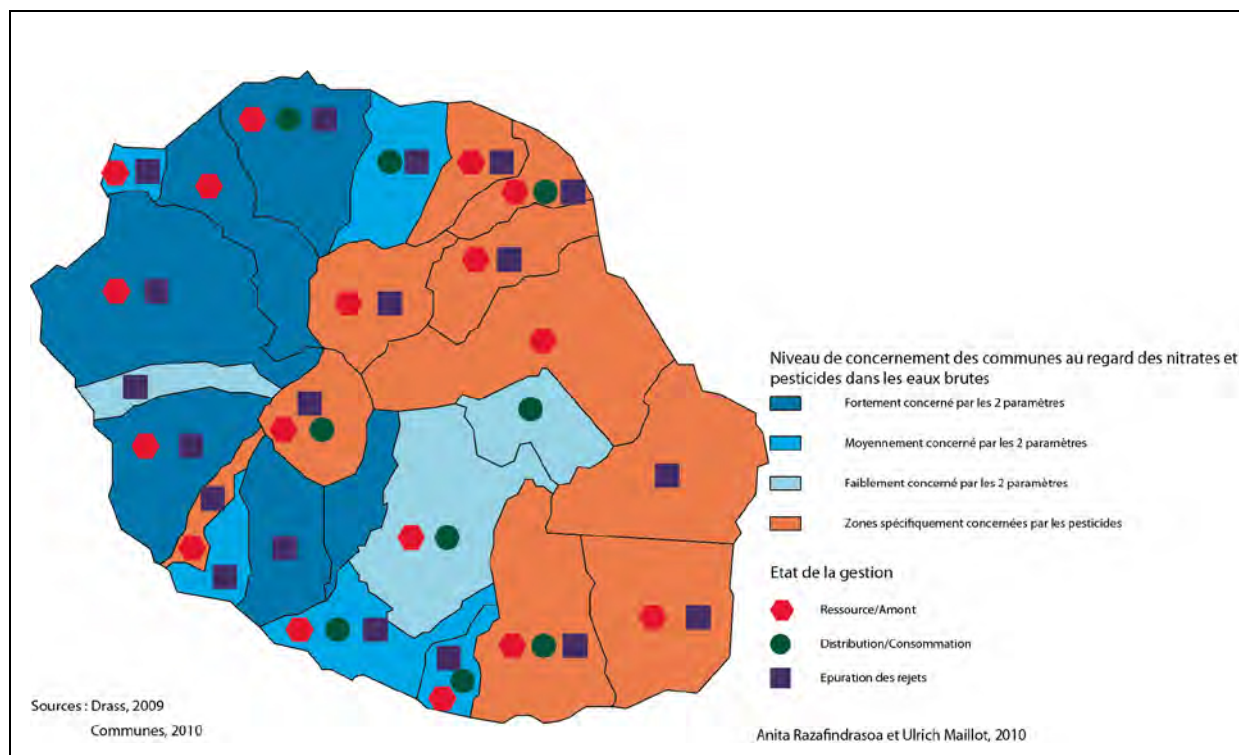 Niveau de concernement des communes au regard des nitrates et
pesticides dans les eaux brutes
Fortement concerné par les 2 paramètres
Moyennement concerné par les 2 paramètres
Faiblement concerné par les 2 paramètres
Zones spécifiquement concernées par les pesticides
Etat de la gestion
Ressource/Amont
Distribution/Consommation
Epuration des rejets
Sources : Drass, 2009
Communes, 2010
Anita Razafindrasoa et Ulrich Maillot, 2010